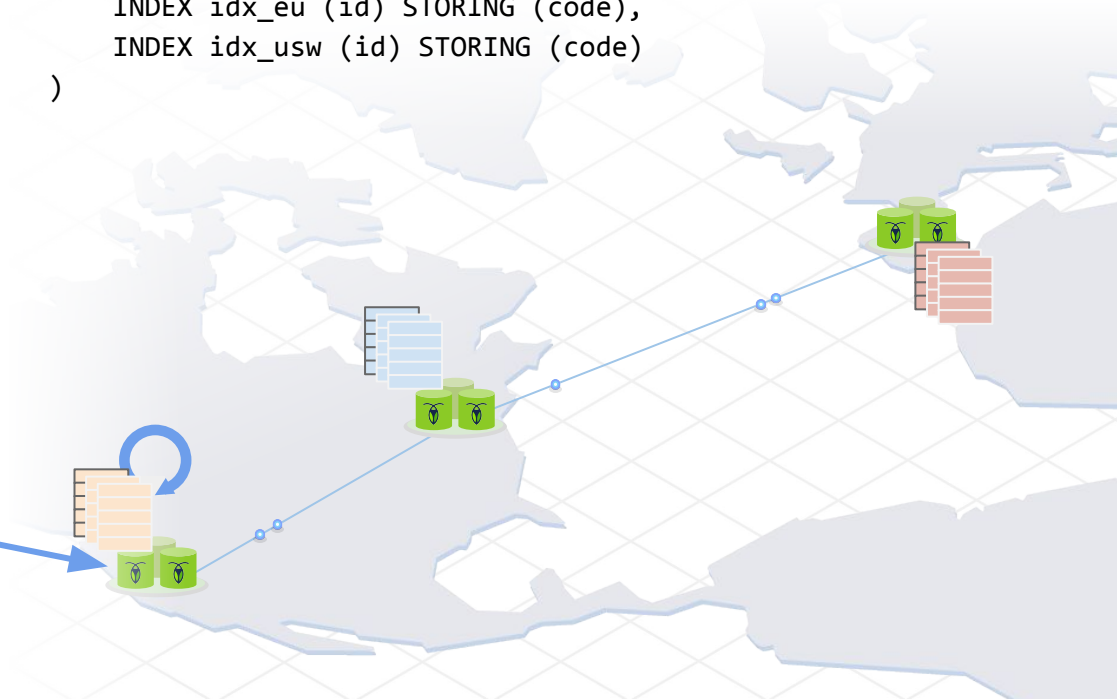 INDEX idx_eu (id) STORING (code),
INDEX idx_usw (id) STORING (code)
)